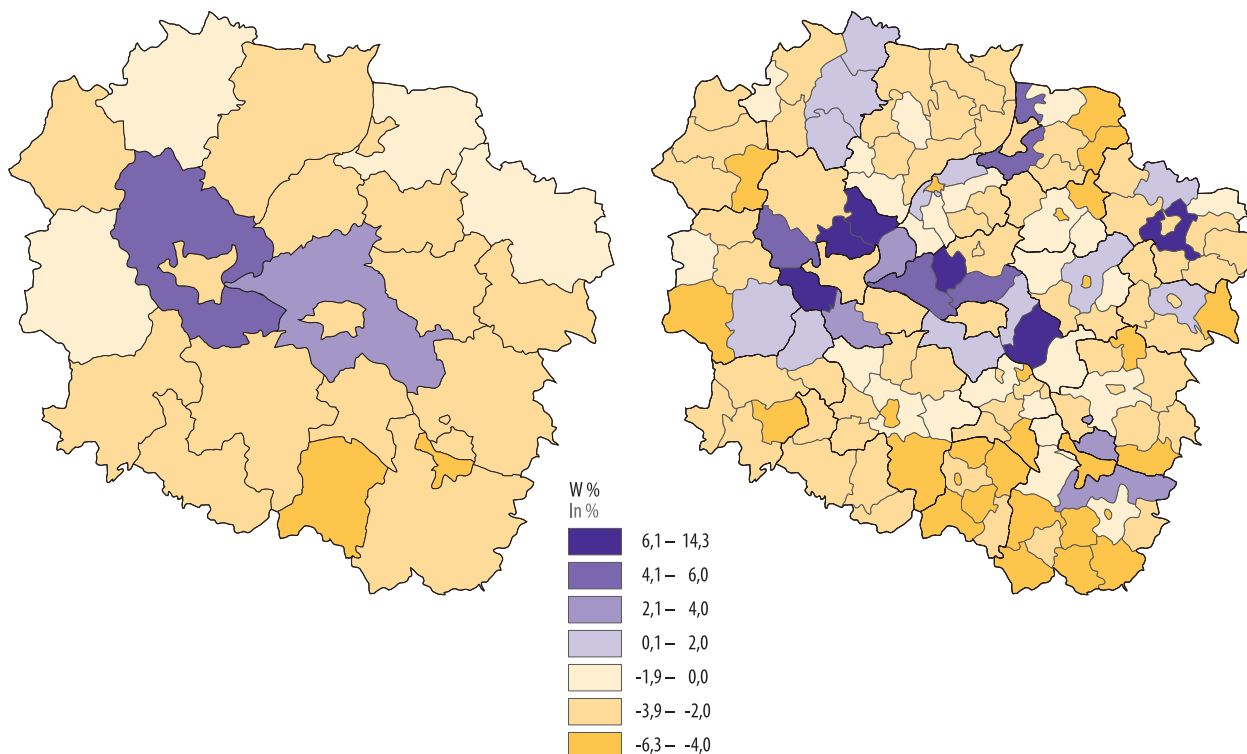 W %
In %
6,1 – 14,3
4,1 – 6,0
2,1 – 4,0
0,1 – 2,0
-1,9 – 0,0
-3,9 – -2,0
-6,3 – -4,0